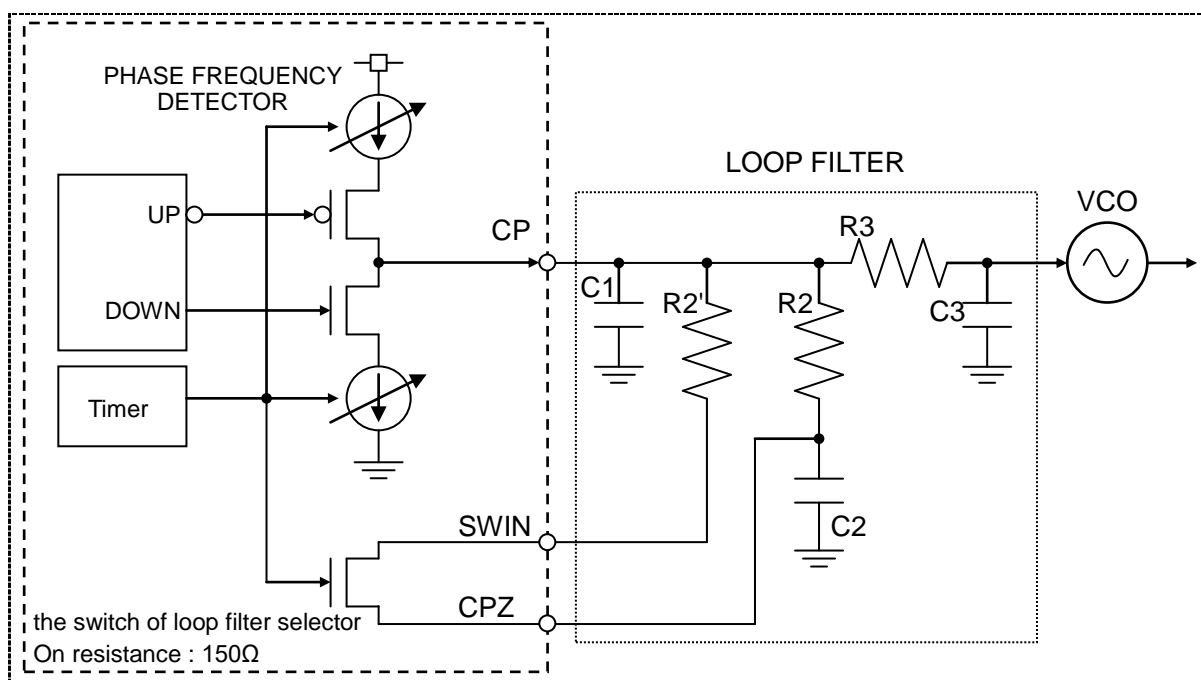 PHASE FREQUENCY
DETECTOR
LOOP FILTER
VCO
UP
CP
R3
C1
R2'
R2
C3
DOWN
Timer
SWIN
C2
CPZ
the switch of loop filter selector
On resistance : 150Ω